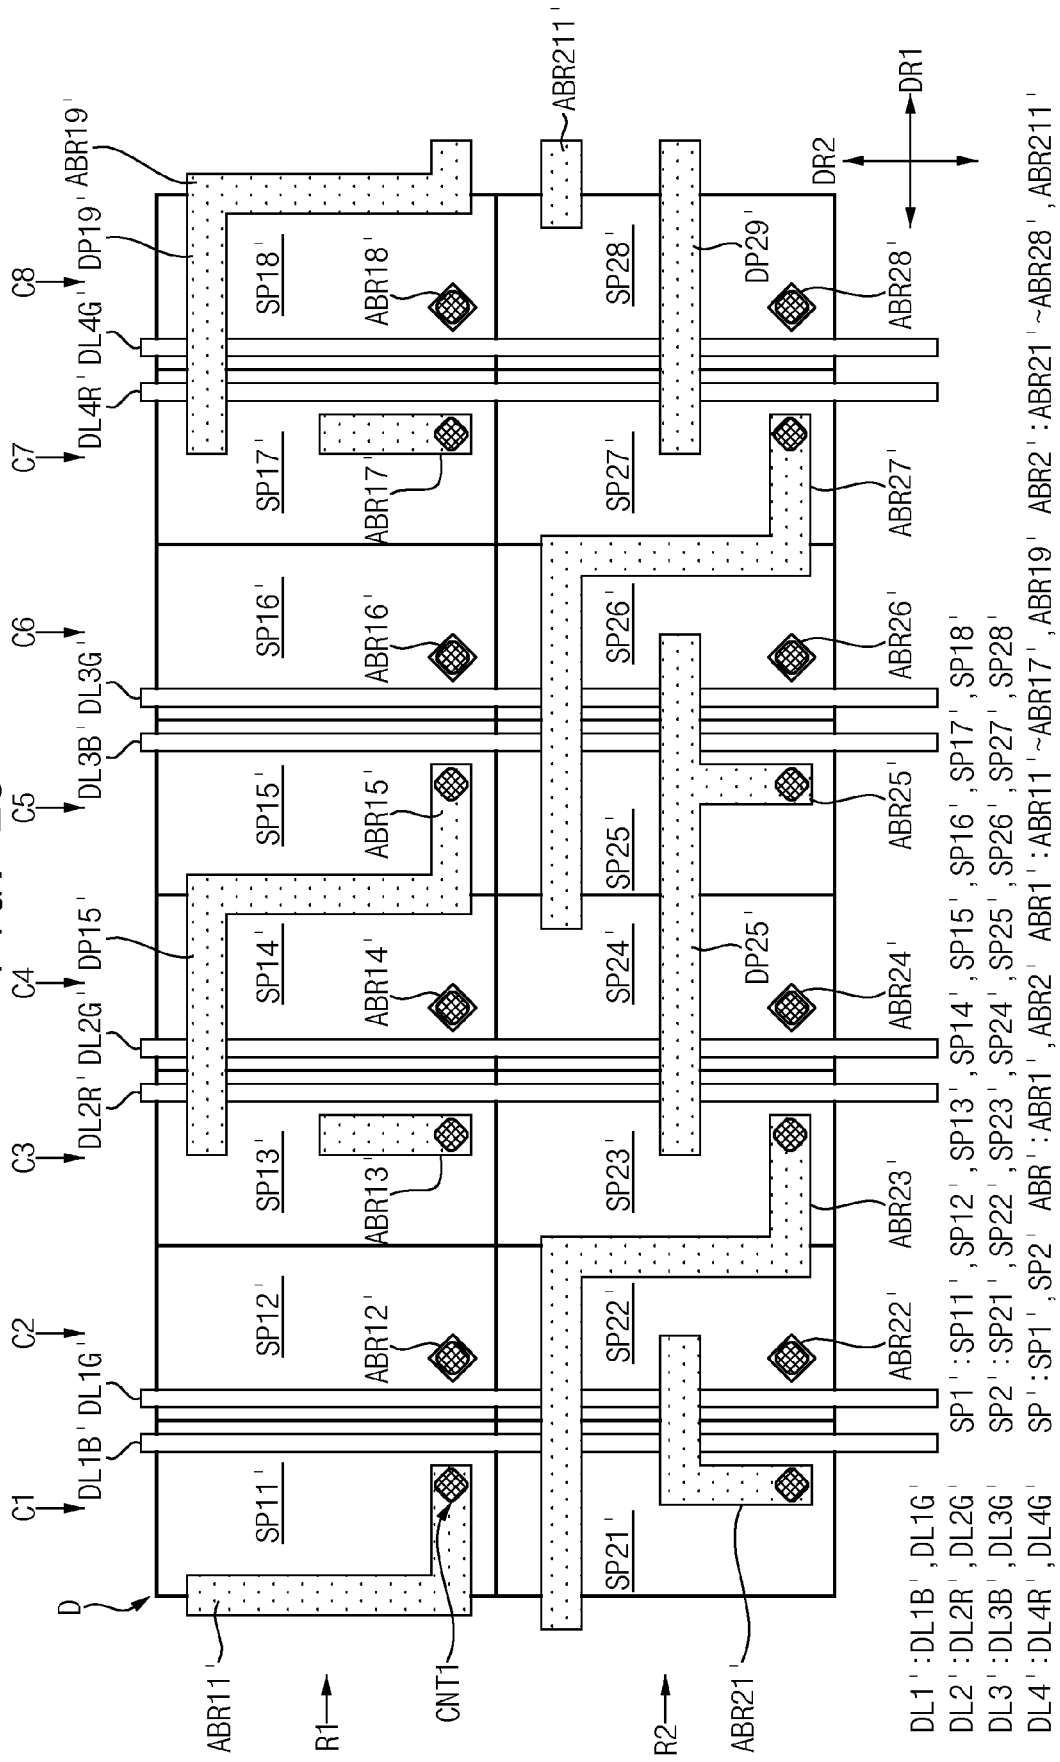 C1 C2 C3 C4 C5 C6 C7 C8
DL1B' DL1G' DL2R' DL2G' DP15' DL3B' DL3G' DL4R' DL4G' DP19' ABR19'
D
SP11' SP12' SP13' SP14' SP15' SP16' SP17' SP18'
ABR11'
R1
ABR12' ABR13' ABR14' ABR15' ABR16' ABR17' ABR18'
CNT1
ABR211'
SP21' SP22' SP23' SP24' SP25' SP26' SP27' SP28'
R2
DP25' DP29'
DR2
DR1
ABR21' ABR22' ABR23' ABR24' ABR25' ABR26' ABR27' ABR28'
DL1':DL1B',DL1G'
DL2':DL2R',DL2G' SP1':SP11',SP12',SP13',SP14',SP15',SP16',SP17',SP18'
DL3':DL3B',DL3G' SP2':SP21',SP22',SP23',SP24',SP25',SP26',SP27',SP28'
DL4':DL4R',DL4G' SP':SP1',SP2' ABR':ABR1',ABR2' ABR1':ABR11'~ABR17',ABR19' ABR2':ABR21'~ABR28',ABR211'